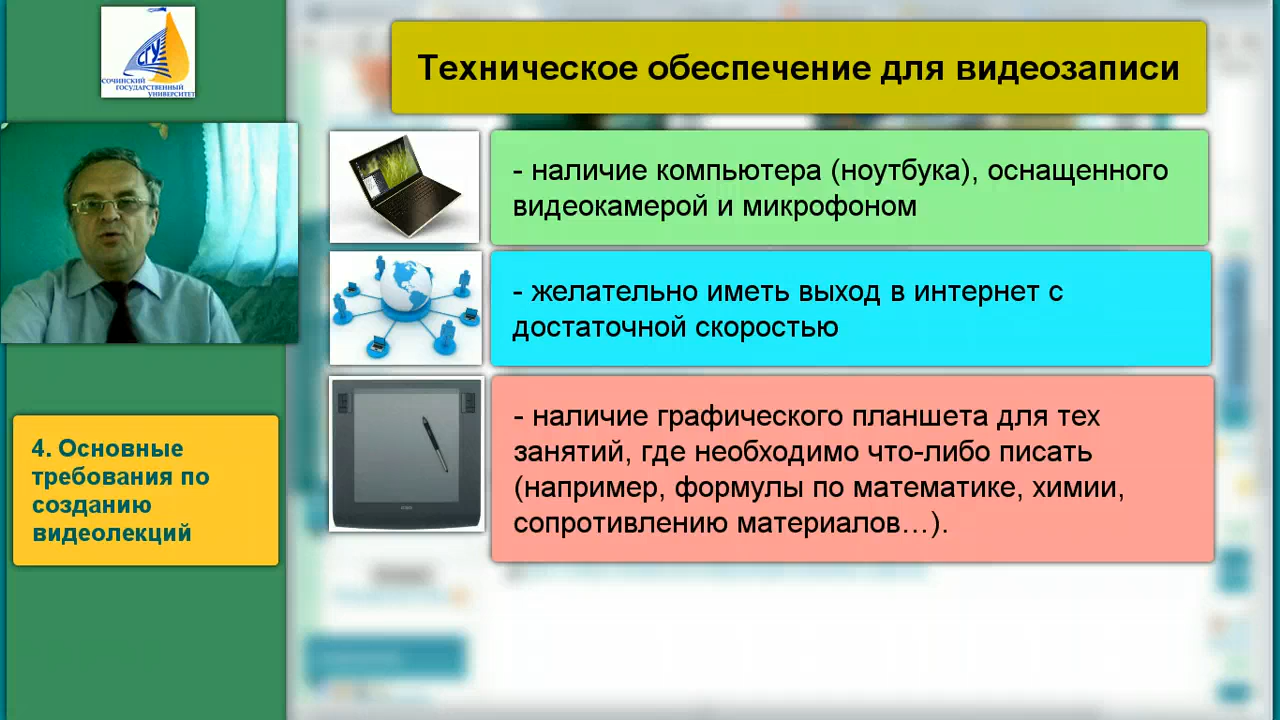 СГУ
СОЧИНСКИЙ
ГОСУДАРСТВЕННЫЙ
УНИВЕРСИТЕТ
Техническое обеспечение для видеозаписи
- наличие компьютера (ноутбука), оснащенного
видеокамерой и микрофоном
- желательно иметь выход в интернет с
достаточной скоростью
- наличие графического планшета для тех
занятий, где необходимо что-либо писать
(например, формулы по математике, химии,
сопротивлению материалов…).
4. Основные
требования по
созданию
видеолекций